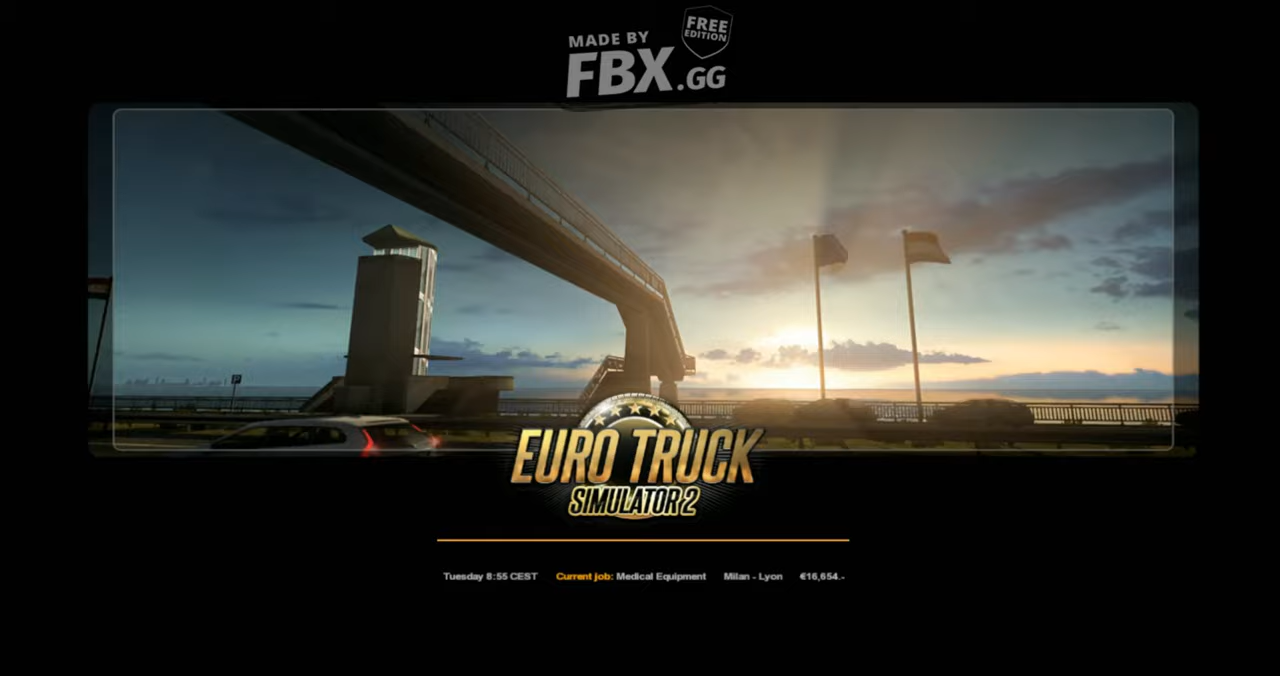 MADE BY
FREE
EDITION
FBX.GG
P
EURO TRUCK
SIMULATOR 2
Tuesday 8:55 CEST Current job: Medical Equipment Milan - Lyon €16,654.-